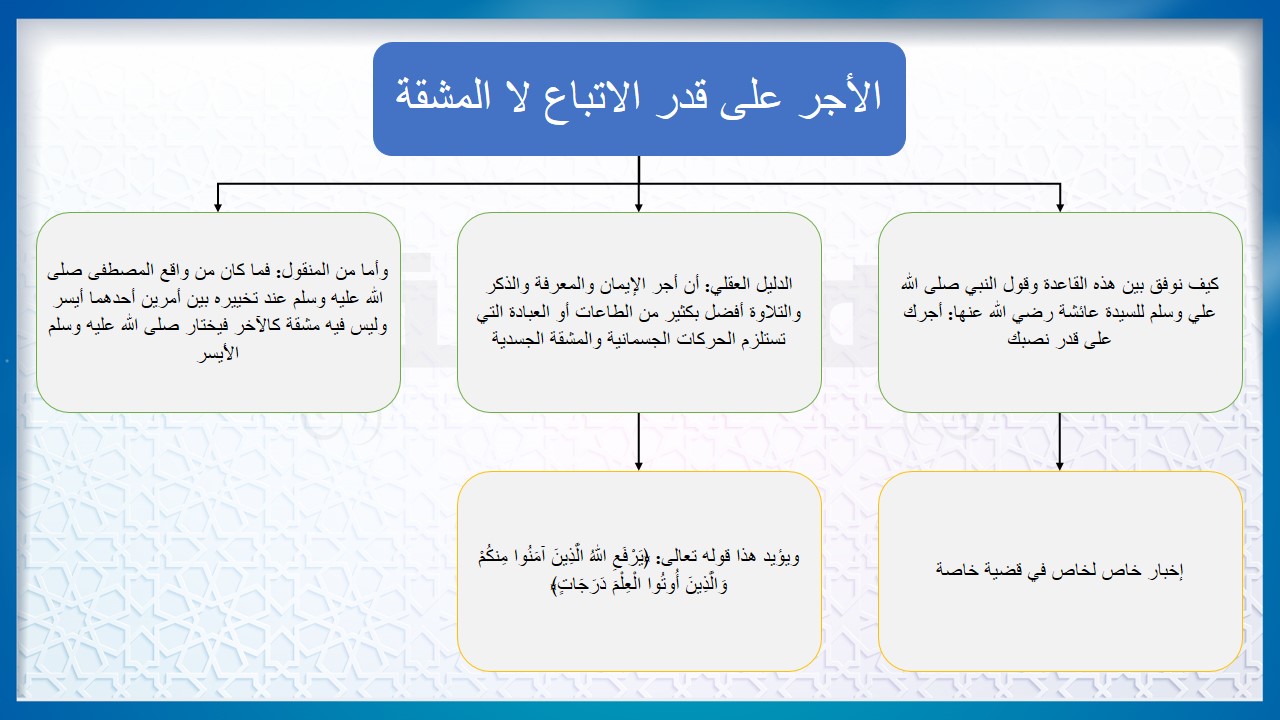 الأجر على قدر الاتباع لا المشقة
كيف نوفق بين هذه القاعدة وقول النبي صلى الله
علي وسلم للسيدة عائشة رضي الله عنها: أجرك
على قدر نصبك
إخبار خاص لخاص في قضية خاصة
الدليل العقلي: أن أجر الإيمان والمعرفة والذكر
والتلاوة أفضل بكثير من الطاعات أو العبادة التي
تستلزم الحركات الجسمانية والمشقة الجسدية
ويؤيد هذا قوله تعالى: ﴿يَرْفَعِ اللَّهُ الَّذِينَ آمَنُوا مِنكُمْ
وَالَّذِينَ أُوتُوا الْعِلْمَ دَرَجَاتٍ﴾
وأما من المنقول: فما كان من واقع المصطفى صلى
الله عليه وسلم عند تخييره بين أمرين أحدهما أيسر
وليس فيه مشقة كالآخر فيختار صلى الله عليه وسلم
الأيسر